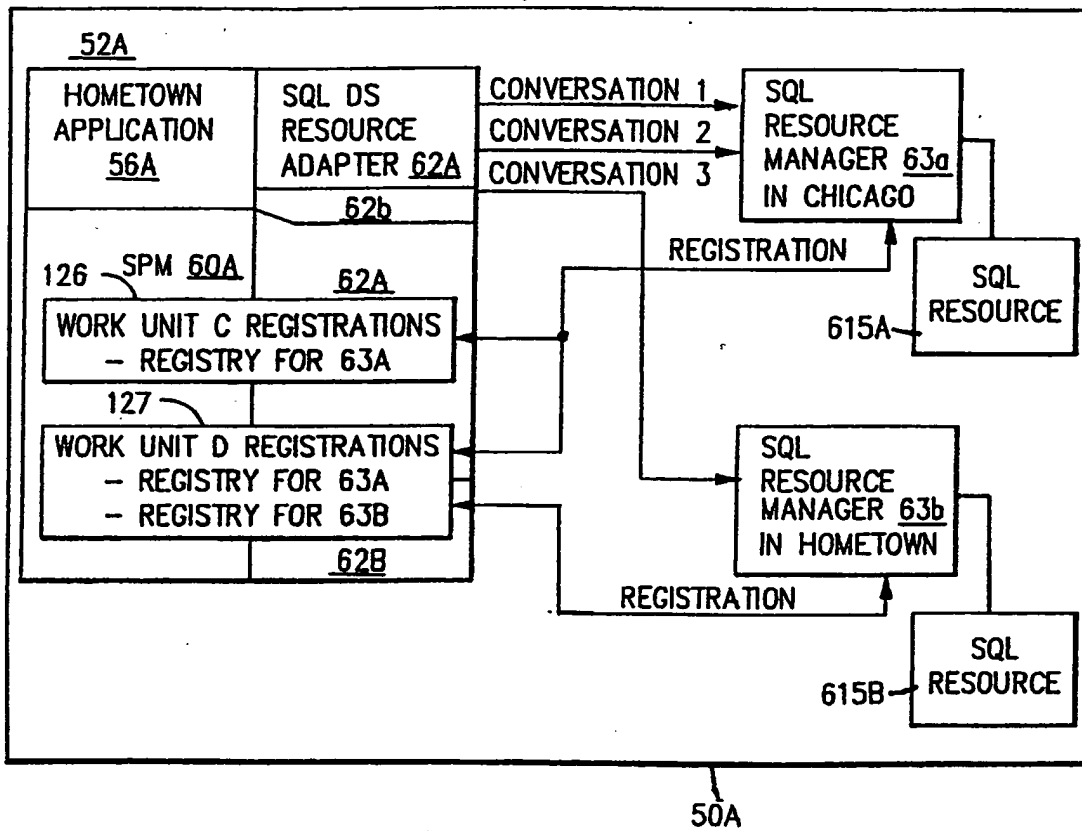 52A
HOMETOWN
APPLICATION
56A
SQL DS
RESOURCE
ADAPTER 62A
62b
CONVERSATION 1
CONVERSATION 2
CONVERSATION 3
SQL
RESOURCE
MANAGER 63a
IN CHICAGO
REGISTRATION
SQL
RESOURCE
615A
126
SPM 60A
62A
WORK UNIT C REGISTRATIONS
- REGISTRY FOR 63A
127
WORK UNIT D REGISTRATIONS
- REGISTRY FOR 63A
- REGISTRY FOR 63B
62B
SQL
RESOURCE
MANAGER 63b
IN HOMETOWN
REGISTRATION
SQL
RESOURCE
615B
50A